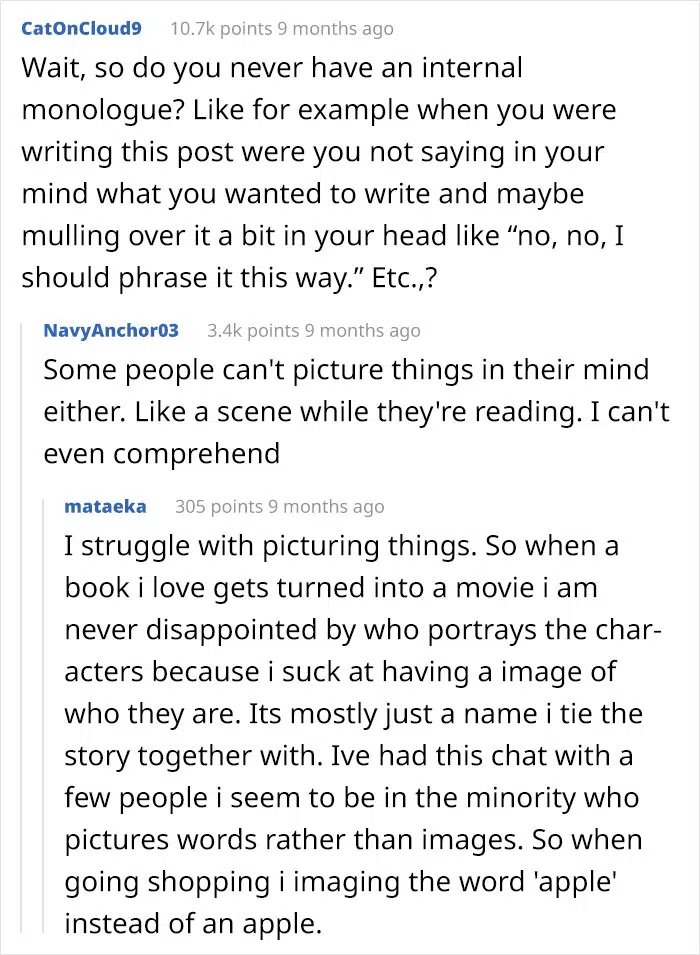 CatOnCloud9 10.7k points 9 months ago
Wait, so do you never have an internal
monologue? Like for example when you were
writing this post were you not saying in your
mind what you wanted to write and maybe
mulling over it a bit in your head like “no, no, I
should phrase it this way.” Etc.,?
NavyAnchor03 3.4k points 9 months ago
Some people can't picture things in their mind
either. Like a scene while they're reading. I can't
even comprehend
mataeka 305 points 9 months ago
I struggle with picturing things. So when a
book i love gets turned into a movie i am
never disappointed by who portrays the char-
acters because i suck at having a image of
who they are. Its mostly just a name i tie the
story together with. Ive had this chat with a
few people i seem to be in the minority who
pictures words rather than images. So when
going shopping i imaging the word 'apple'
instead of an apple.